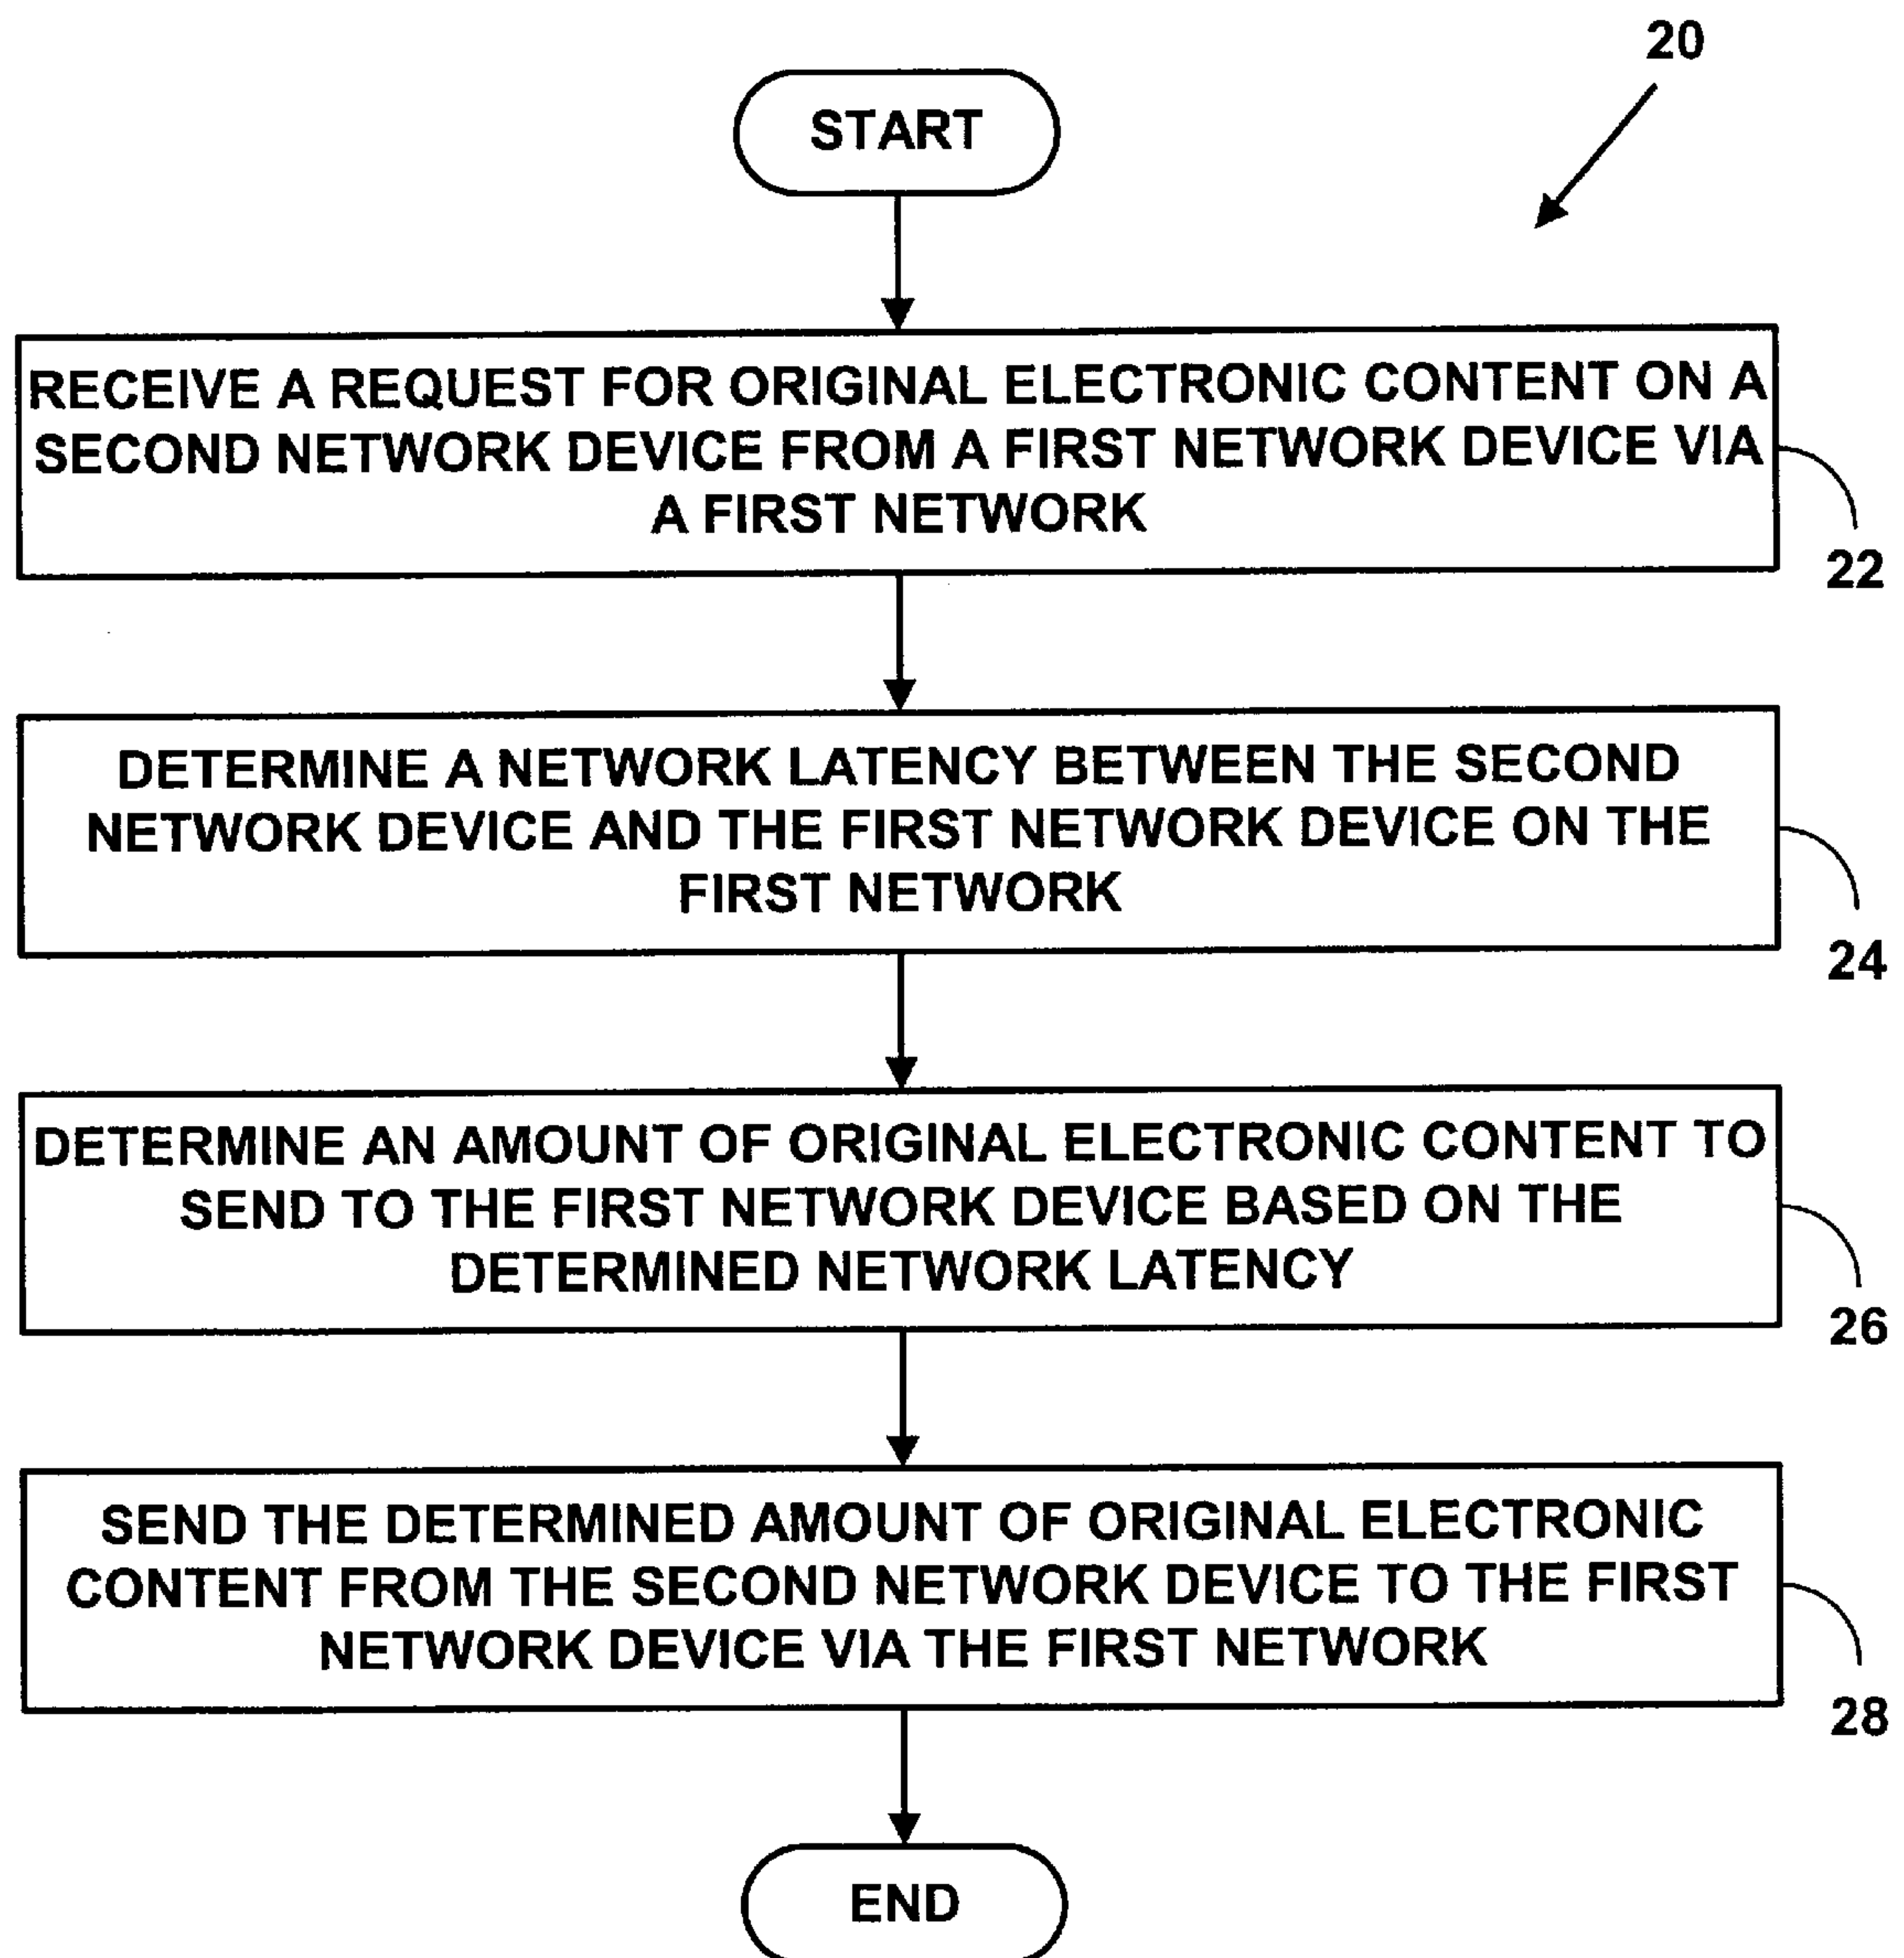 20
START
RECEIVE A REQUEST FOR ORIGINAL ELECTRONIC CONTENT ON A
SECOND NETWORK DEVICE FROM A FIRST NETWORK DEVICE VIA
A FIRST NETWORK
22
DETERMINE A NETWORK LATENCY BETWEEN THE SECOND
NETWORK DEVICE AND THE FIRST NETWORK DEVICE ON THE
FIRST NETWORK
24
DETERMINE AN AMOUNT OF ORIGINAL ELECTRONIC CONTENT TO
SEND TO THE FIRST NETWORK DEVICE BASED ON THE
DETERMINED NETWORK LATENCY
26
SEND THE DETERMINED AMOUNT OF ORIGINAL ELECTRONIC
CONTENT FROM THE SECOND NETWORK DEVICE TO THE FIRST
NETWORK DEVICE VIA THE FIRST NETWORK
28
END